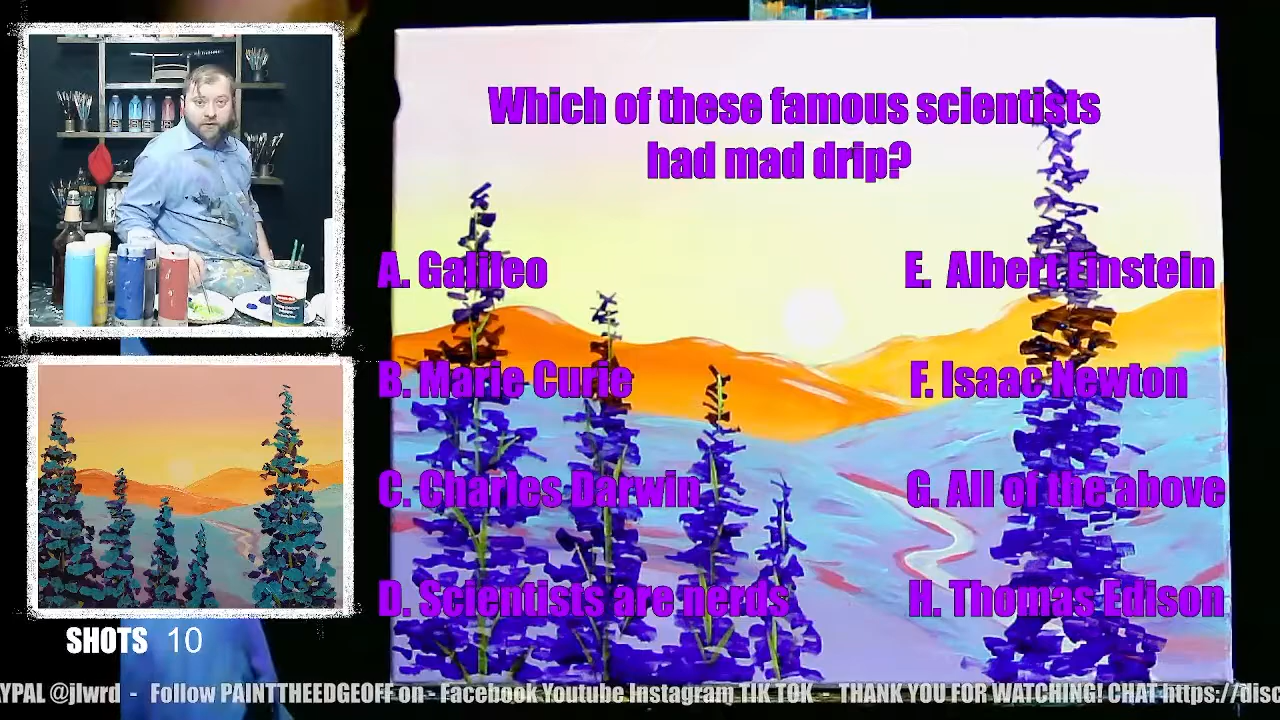 Which of these famous scientists
had mad drip?
A. Galileo
E. Albert Einstein
B. Marie Curie
F. Isaac Newton
C. Charles Darwin
G. All of the above
D. Scientists are nerds
H. Thomas Edison
SHOTS 10
YPAL @jlwrd - Follow PAINTTHEEDGEOFF on - Facebook Youtube Instagram TIK TOK - THANK YOU FOR WATCHING! CHAT https://disc